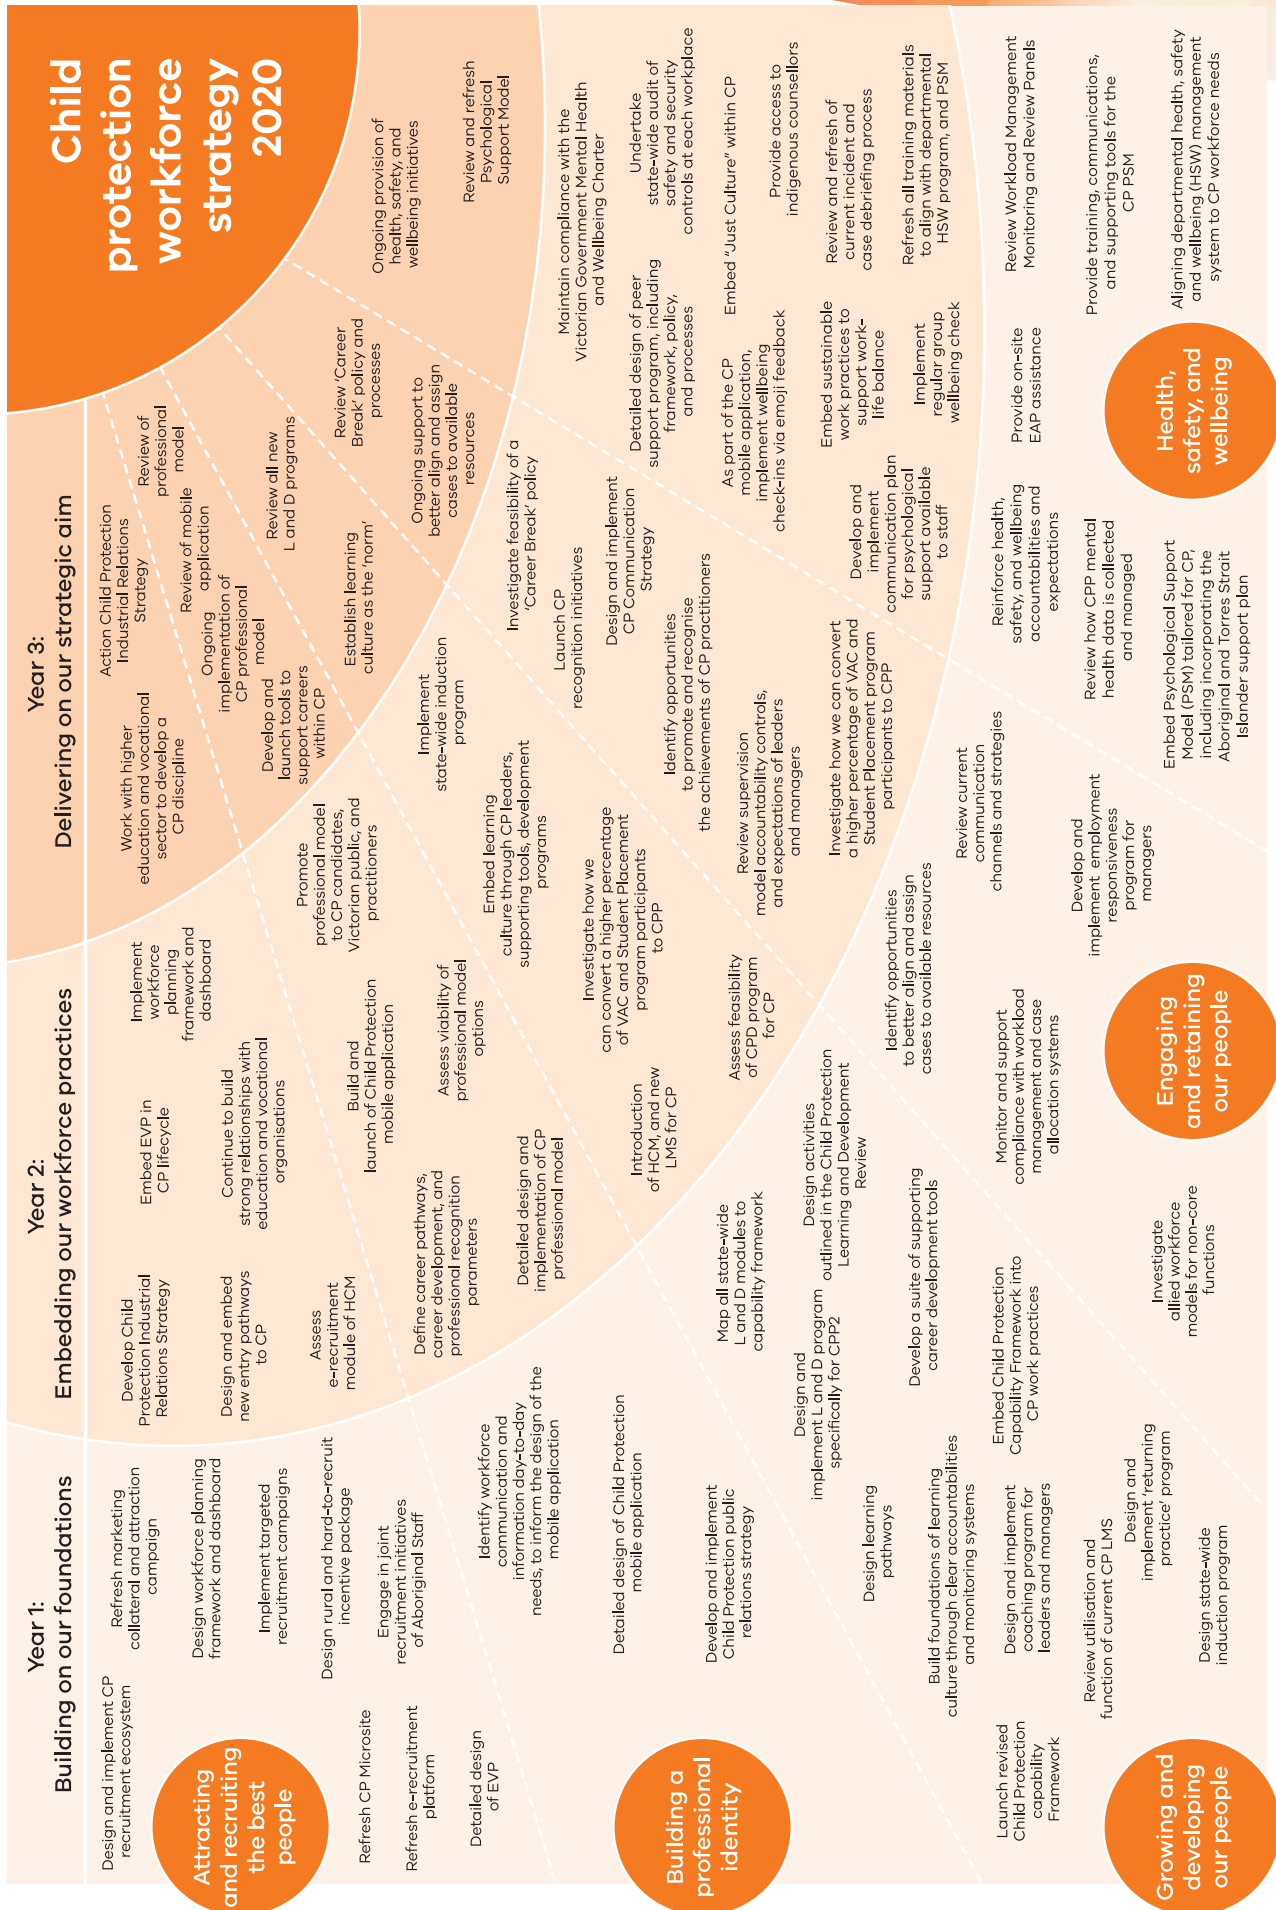 Child
protection
workforce
strategy
2020
Year 1:
Building on our foundations
Year 2:
Embedding our workforce practices
Year 3:
Delivering on our strategic aim
Attracting
and recruiting
the best
people
Design and implement CP
recruitment ecosystem
Refresh marketing
collateral and attraction
campaign
Design workforce planning
framework and dashboard
Implement targeted
recruitment campaigns
Design rural and hard-to-recruit
incentive package
Engage in joint
recruitment initiatives
of Aboriginal Staff
Refresh CP Microsite
Refresh e-recruitment
platform
Detailed design
of EVP
Develop Child
Protection Industrial
Relations Strategy
Embed EVP in
CP lifecycle
Implement
workforce
planning
framework and
dashboard
Design and embed
new entry pathways
to CP
Continue to build
strong relationships with
education and vocational
organisations
Assess
e-recruitment
module of HCM
Work with higher
education and vocational
sector to develop a
CP discipline
Action Child Protection
Industrial Relations
Strategy
Building a
professional
identity
Identify workforce
communication and
information day-to-day
needs, to inform the design of the
mobile application
Detailed design of Child Protection
mobile application
Develop and implement
Child Protection public
relations strategy
Build and
launch of Child Protection
mobile application
Promote
professional model
to CP candidates,
Victorian public, and
practitioners
Define career pathways,
career development, and
professional recognition
parameters
Assess viability of
professional model
options
Detailed design and
implementation of CP
professional model
Review of
professional
model
Review of mobile
application
Ongoing
implementation of
CP professional
model
Develop and
launch tools to
support careers
within CP
Growing and
developing
our people
Map all state-wide
L and D modules to
capability framework
Design and
implement L and D program
specifically for CPP2
Design activities
outlined in the Child Protection
Learning and Development
Review
Design learning
pathways
Develop a suite of supporting
career development tools
Build foundations of learning
culture through clear accountabilities
and monitoring systems
Launch revised
Child Protection
capability
Framework
Design and implement
coaching program for
leaders and managers
Embed Child Protection
Capability Framework into
CP work practices
Review utilisation and
function of current CP LMS
Design and
implement ‘returning
practice’ program
Design state-wide
induction program
Implement
state-wide induction
program
Embed learning
culture through CP leaders,
supporting tools, development
programs
Investigate how we
can convert a higher percentage
of VAC and Student Placement
program participants
to CPP
Introduction
of HCM, and new
LMS for CP
Assess feasibility
of CPD program
for CP
Review all new
L and D programs
Establish learning
culture as the ‘norm’
Engaging
and retaining
our people
Identify opportunities
to better align and assign
cases to available resources
Review current
communication
channels and strategies
Monitor and support
compliance with workload
management and case
allocation systems
Develop and
implement employment
responsiveness
program for
managers
Investigate
allied workforce
models for non-core
functions
Investigate feasibility of a
‘Career Break’ policy
Launch CP
recognition initiatives
Design and implement
CP Communication
Strategy
Identify opportunities
to promote and recognise
the achievements of CP practitioners
Review supervision
model accountability controls,
and expectations of leaders
and managers
Investigate how we can convert
a higher percentage of VAC and
Student Placement program
participants to CPP
Review ‘Career
Break’ policy and
processes
Ongoing support to
better align and assign
cases to available
resources
Health,
safety, and
wellbeing
Reinforce health,
safety, and wellbeing
accountabilities and
expectations
Provide on-site
EAP assistance
Review Workload Management
Monitoring and Review Panels
Review how CPP mental
health data is collected
and managed
Provide training, communications,
and supporting tools for the
CP PSM
Embed Psychological Support
Model (PSM) tailored for CP,
including incorporating the
Aboriginal and Torres Strait
Islander support plan
Aligning departmental health, safety
and wellbeing (HSW) management
system to CP workforce needs
Maintain compliance with the
Victorian Government Mental Health
and Wellbeing Charter
Detailed design of peer
support program, including
framework, policy,
and processes
Undertake
state-wide audit of
safety and security
controls at each workplace
As part of the CP
mobile application,
implement wellbeing
check-ins via emoji feedback
Embed “Just Culture” within CP
Provide access to
indigenous counsellors
Develop and
implement
communication plan
for psychological
support available
to staff
Embed sustainable
work practices to
support work-
life balance
Review and refresh of
current incident and
case debriefing process
Implement
regular group
wellbeing check
Refresh all training materials
to align with departmental
HSW program, and PSM
Ongoing provision of
health, safety, and
wellbeing initiatives
Review and refresh
Psychological
Support Model